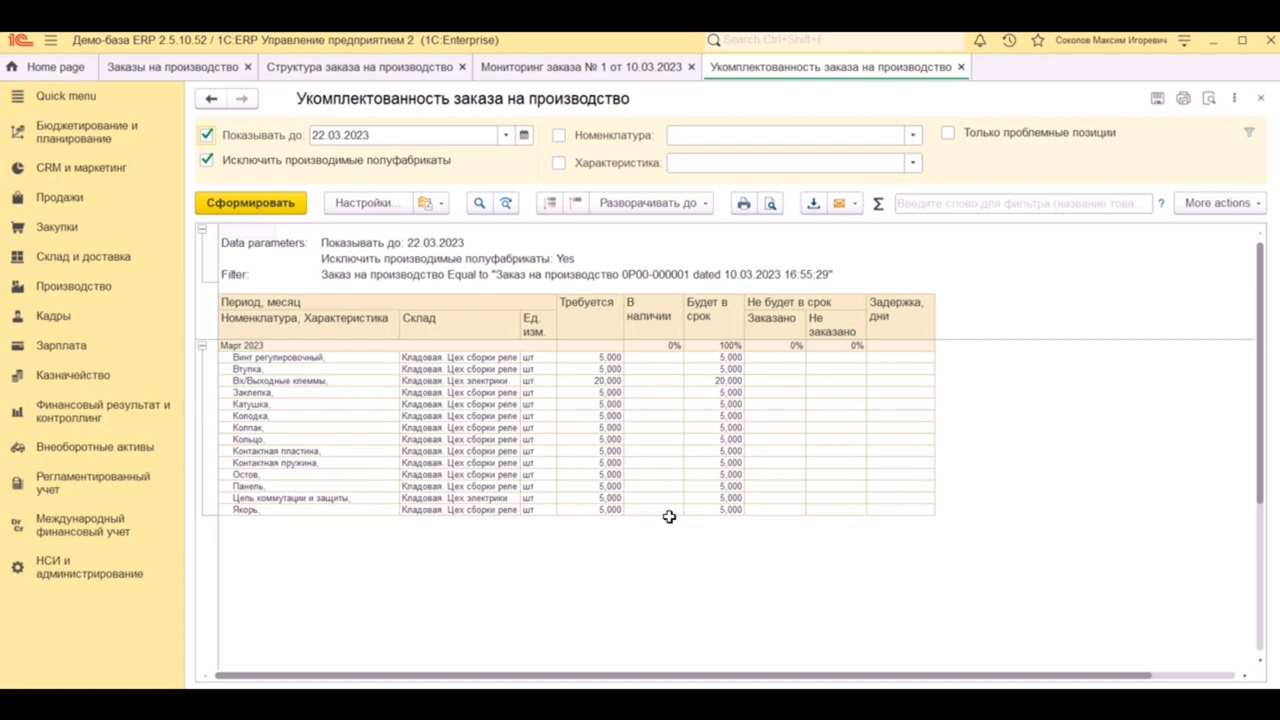 1С Демо-база ERP 2.5.10.52 / 1C:ERP Управление предприятием 2 (1C:Enterprise) Search Ctrl+Shift+F Соколов Максим Игоревич
Home page Заказы на производство Структура заказа на производство Мониторинг заказа № 1 от 10.03.2023 Укомплектованность заказа на производство
Quick menu
Бюджетирование и
планирование
CRM и маркетинг
Продажи
Закупки
Склад и доставка
Производство
Кадры
Зарплата
Казначейство
Финансовый результат и
контроллинг
Внеоборотные активы
Регламентированный
учет
Dr
Cr
Международный
финансовый учет
НСИ и
администрирование
Укомплектованность заказа на производство
Показывать до: 22.03.2023 Номенклатура: Только проблемные позиции
Исключить производимые полуфабрикаты Характеристика:
Сформировать Настройки... Разворачивать до Σ Введите слово для фильтра (название това... ? More actions
Data parameters: Показывать до: 22.03.2023
Исключить производимые полуфабрикаты: Yes
Filter: Заказ на производство Equal to "Заказ на производство 0Р00-000001 dated 10.03.2023 16:55:29"
Период, месяц Требуется В наличии Будет в срок Не будет в срок Задержка, дни
Номенклатура, Характеристика Склад Ед. изм. Заказано Не заказано
Март 2023 0% 100% 0% 0%
Винт регулировочный, Кладовая. Цех сборки реле шт 5,000 5,000
Втулка, Кладовая. Цех сборки реле шт 5,000 5,000
Вх/Выходные клеммы, Кладовая. Цех электрики шт 20,000 20,000
Заклепка, Кладовая. Цех сборки реле шт 5,000 5,000
Катушка, Кладовая. Цех сборки реле шт 5,000 5,000
Колодка, Кладовая. Цех сборки реле шт 5,000 5,000
Колпак, Кладовая. Цех сборки реле шт 5,000 5,000
Кольцо, Кладовая. Цех сборки реле шт 5,000 5,000
Контактная пластина, Кладовая. Цех сборки реле шт 5,000 5,000
Контактная пружина, Кладовая. Цех сборки реле шт 5,000 5,000
Остов, Кладовая. Цех сборки реле шт 5,000 5,000
Панель, Кладовая. Цех сборки реле шт 5,000 5,000
Цепь коммутации и защиты, Кладовая. Цех электрики шт 5,000 5,000
Якорь, Кладовая. Цех сборки реле шт 5,000 5,000